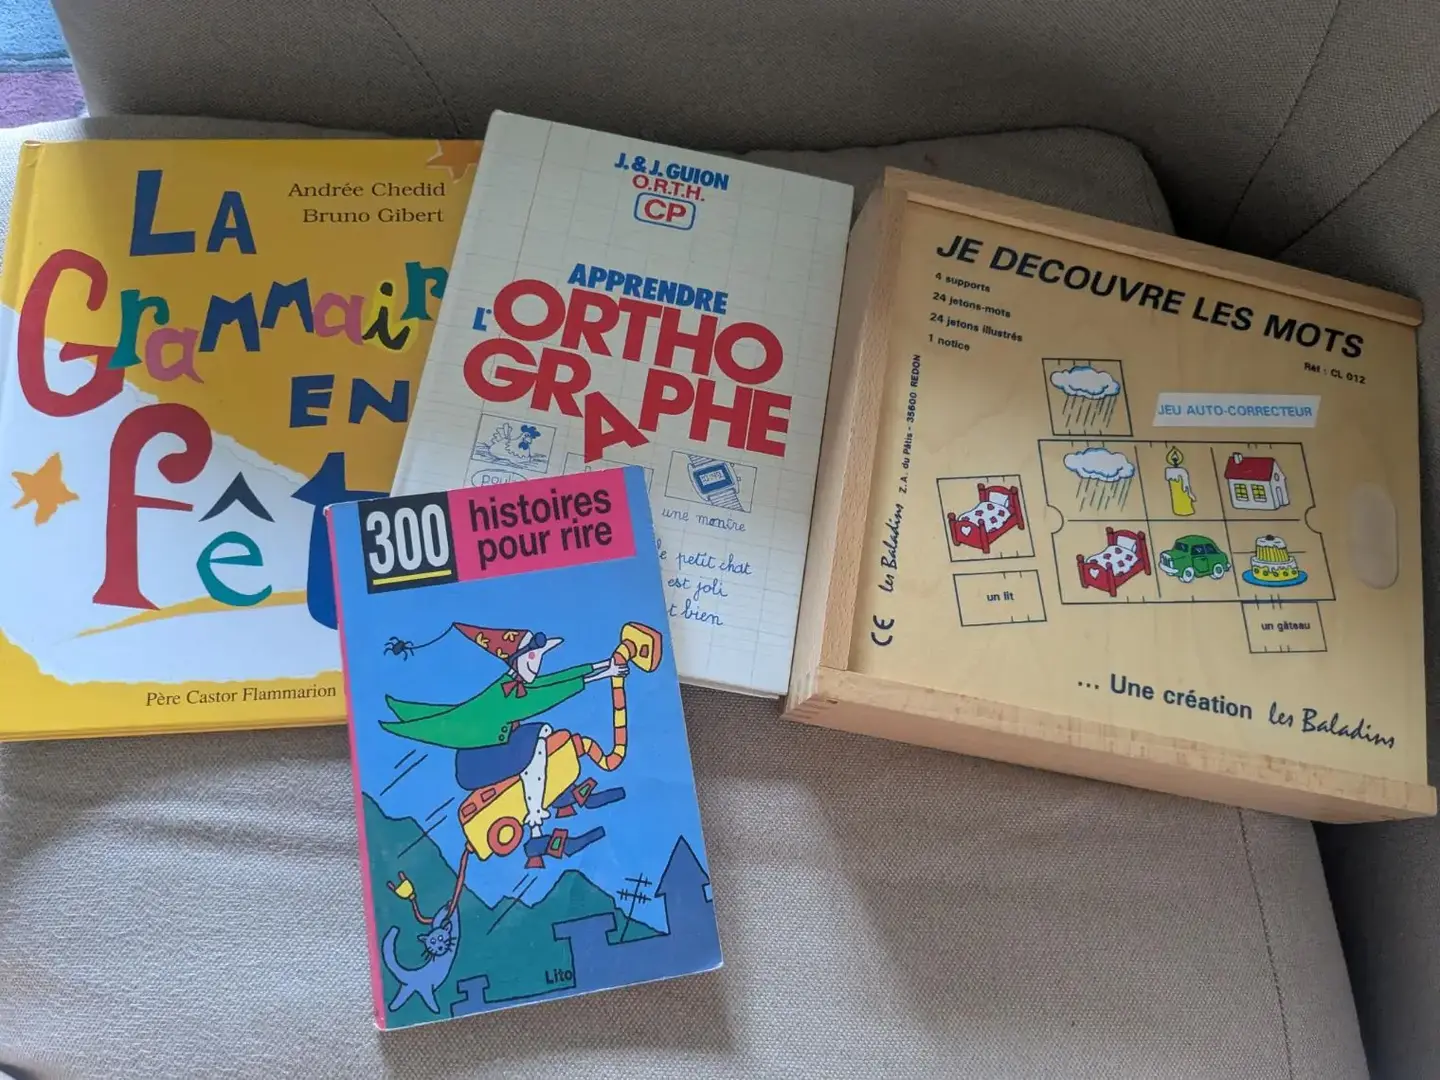 Andrée Chedid
Bruno Gibert
LA
Grammair
EN
fêt
Père Castor Flammarion
J. & J. GUION
O.R.T.H.
CP
APPRENDRE
L'ORTHO
GRAPHE
une montre
petit chat
est joli
bien
300
histoires
pour rire
Lito
JE DECOUVRE LES MOTS
4 supports
24 jetons-mots
24 jetons illustrés
1 notice
Réf : CL 012
JEU AUTO-CORRECTEUR
un lit
un gâteau
CE les Baladins Z.A. du Pâtis - 35600 REDON
... Une création les Baladins